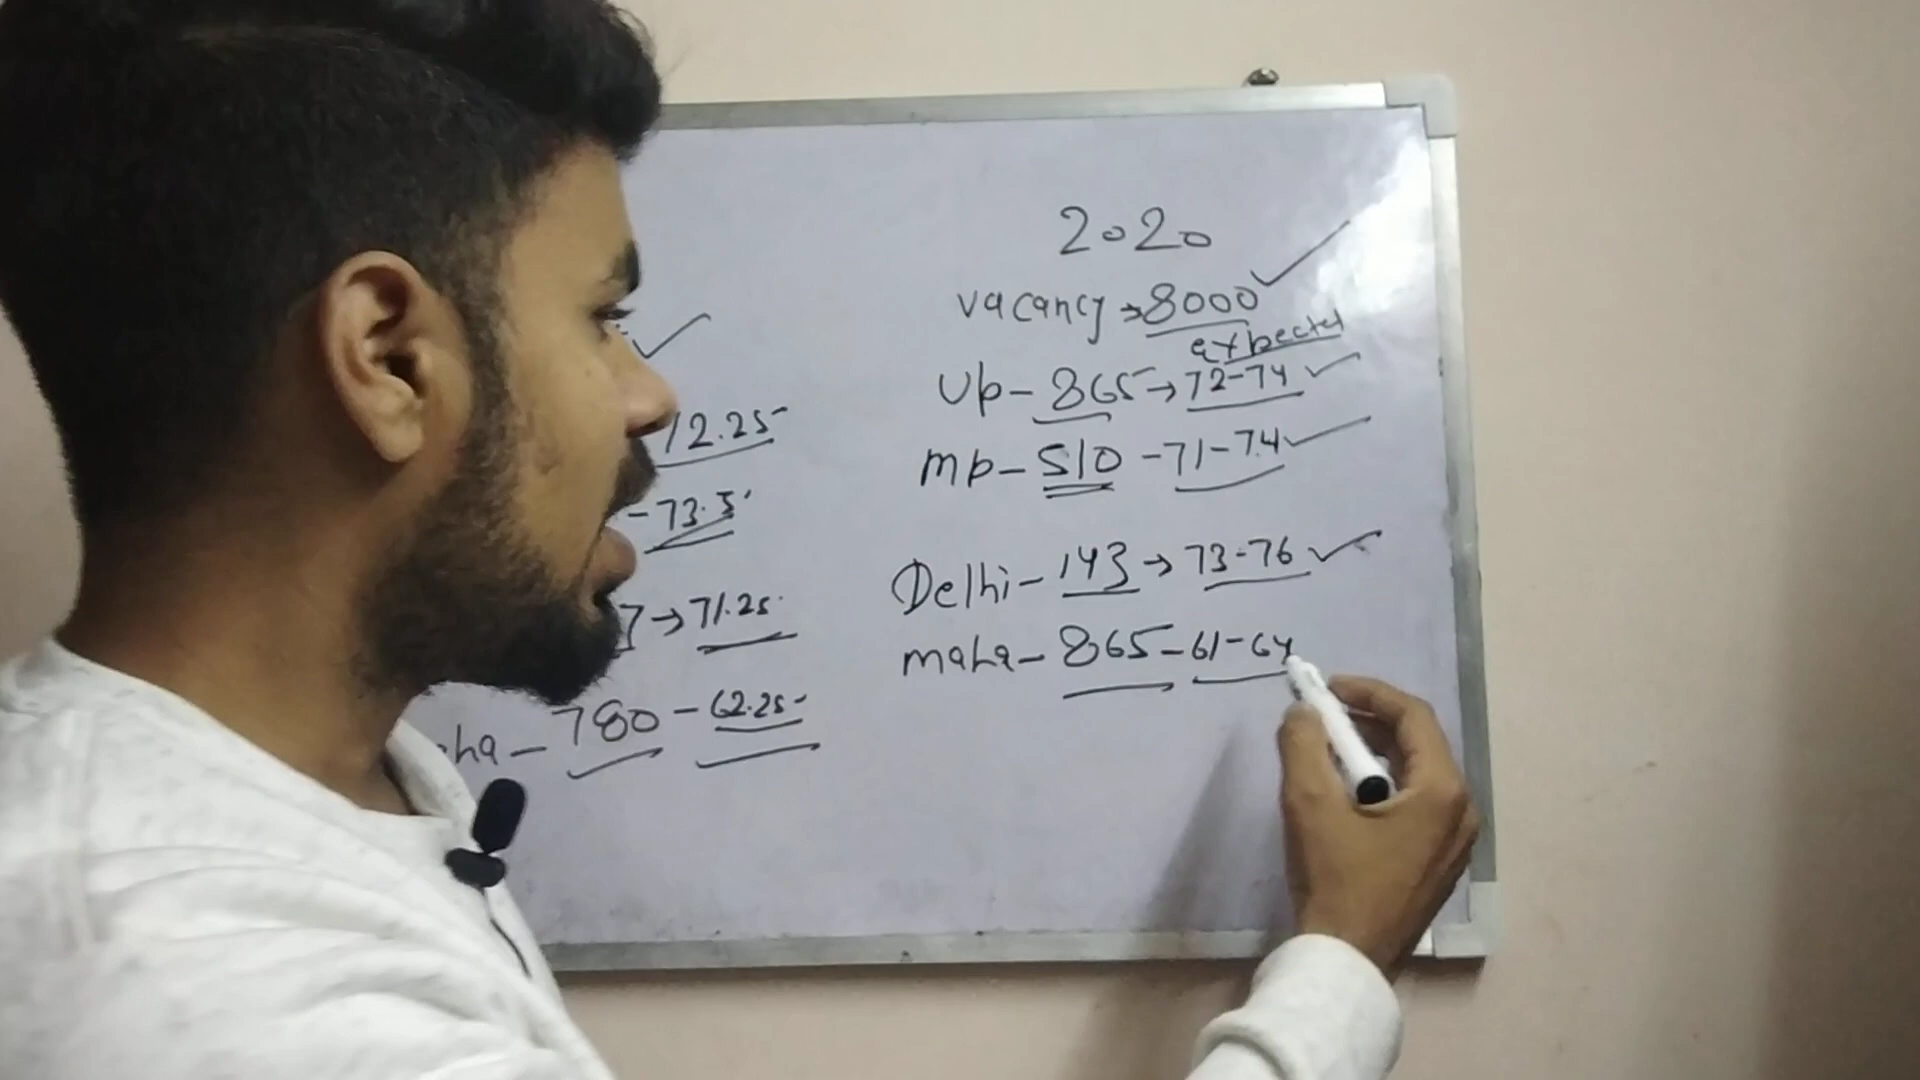 2020
vacancy → 8000
expected
Up - 865 → 72-74
mp - 510 - 71-74
Delhi - 143 → 73-76
maha - 865 - 61-64
72.25
- 73.5
7 → 71.25
ha - 780 - 62.25